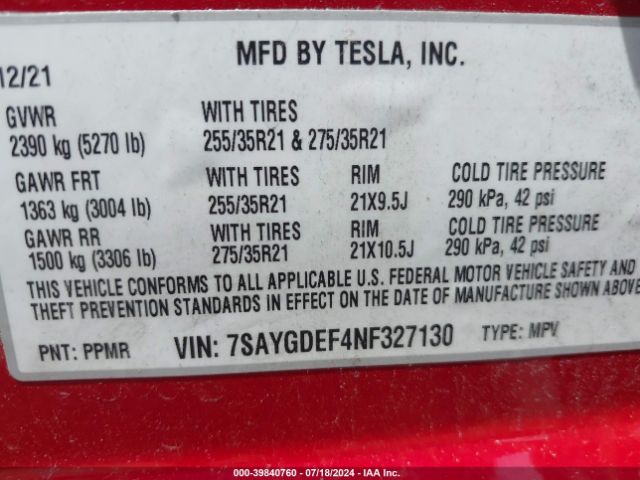 MFD BY TESLA, INC.
12/21
GVWR WITH TIRES
2390 kg (5270 lb) 255/35R21 & 275/35R21
GAWR FRT WITH TIRES RIM COLD TIRE PRESSURE
1363 kg (3004 lb) 255/35R21 21X9.5J 290 kPa, 42 psi
GAWR RR WITH TIRES RIM COLD TIRE PRESSURE
1500 kg (3306 lb) 275/35R21 21X10.5J 290 kPa, 42 psi
THIS VEHICLE CONFORMS TO ALL APPLICABLE U.S. FEDERAL MOTOR VEHICLE SAFETY AND
THEFT PREVENTION STANDARDS IN EFFECT ON THE DATE OF MANUFACTURE SHOWN ABOVE
PNT: PPMR VIN: 7SAYGDEF4NF327130 TYPE: MPV
000-39840760 / 07/18/2024 - IAA Inc.